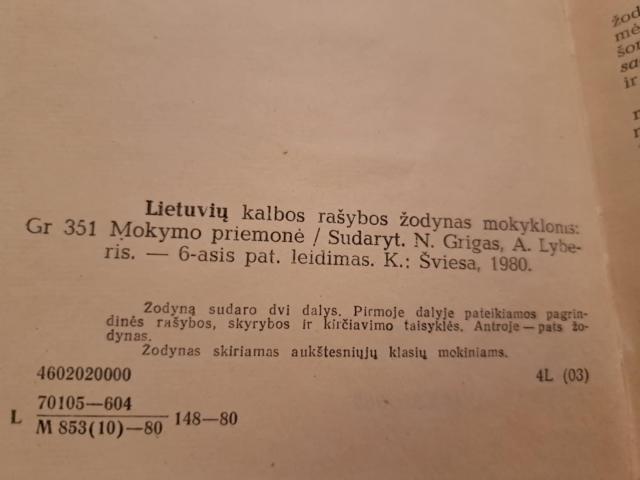 Lietuvių kalbos rašybos žodynas mokykloms:
Gr 351 Mokymo priemonė / Sudaryt. N. Grigas, A. Lybe-
ris. — 6-asis pat. leidimas. K.: Šviesa, 1980.
Žodyną sudaro dvi dalys. Pirmoje dalyje pateikiamos pagrin-
dinės rašybos, skyrybos ir kirčiavimo taisyklės. Antroje — pats žo-
dynas.
Žodynas skiriamas aukštesniųjų klasių mokiniams.
4602020000 4L (03)
70105—604
L 148—80
M 853(10)—80